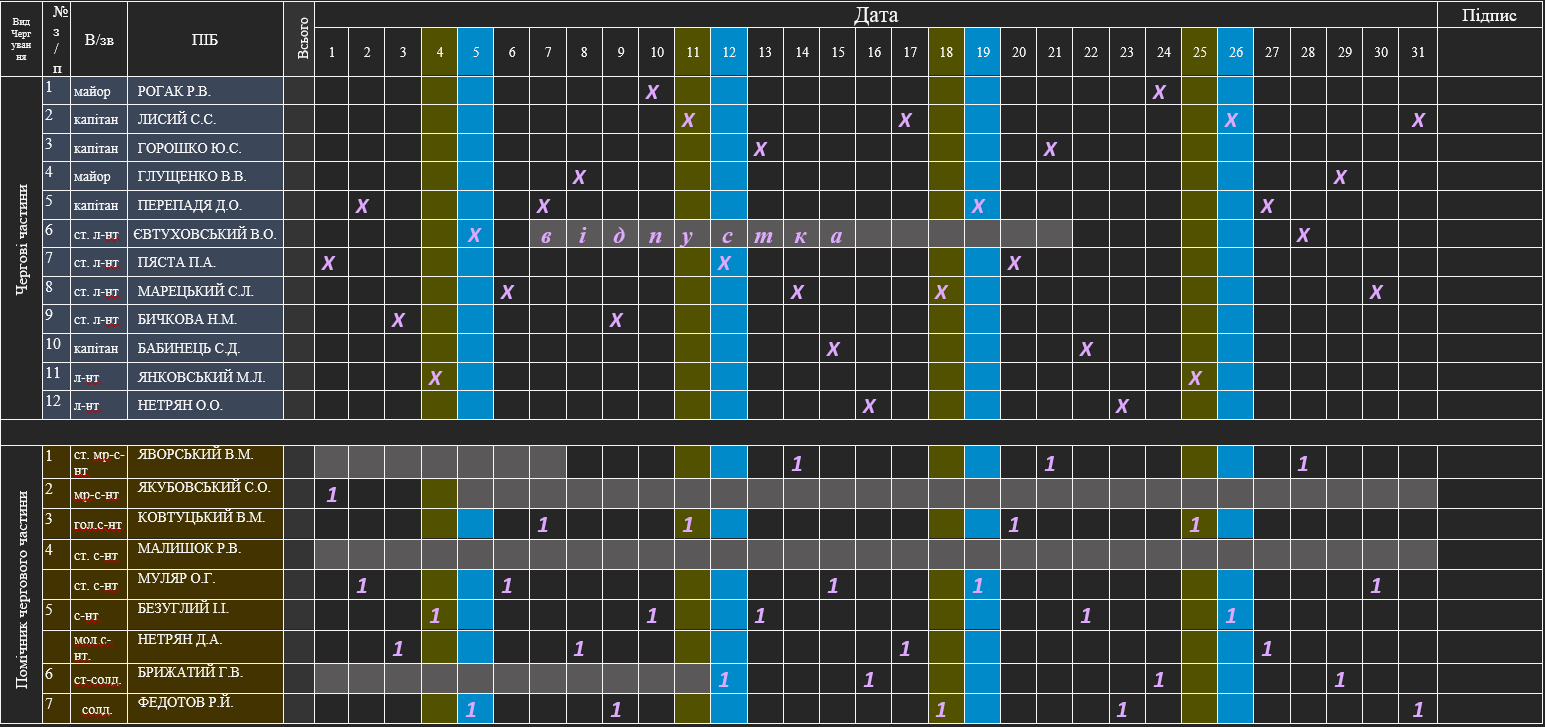 Вид Черг уван ня № з / п В/зв ПІБ Всього Дата Підпис
1 2 3 4 5 6 7 8 9 10 11 12 13 14 15 16 17 18 19 20 21 22 23 24 25 26 27 28 29 30 31
Чергові частини
1 майор РОГАК Р.В. X X
2 капітан ЛИСИЙ С.С. X X X X
3 капітан ГОРОШКО Ю.С. X X
4 майор ГЛУЩЕНКО В.В. X X
5 капітан ПЕРЕПАДЯ Д.О. X X X X
6 ст. л-нт ЄВТУХОВСЬКИЙ В.О. X в і д п у с т к а X
7 ст. л-нт ПЯСТА П.А. X X X
8 ст. л-нт МАРЕЦЬКИЙ С.Л. X X X X
9 ст. л-нт БИЧКОВА Н.М. X X
10 капітан БАБИНЕЦЬ С.Д. X X
11 л-нт ЯНКОВСЬКИЙ М.Л. X X
12 л-нт НЕТРЯН О.О. X X
Помічник чергового частини
1 ст. мр-с-нт ЯВОРСЬКИЙ В.М. 1 1 1
2 мр-с-нт ЯКУБОВСЬКИЙ С.О. 1
3 гол.с-нт КОВТУЦЬКИЙ В.М. 1 1 1 1
4 ст. с-нт МАЛИШОК Р.В.
ст. с-нт МУЛЯР О.Г. 1 1 1 1 1
5 с-нт БЕЗУГЛИЙ І.І. 1 1 1 1 1
мол.с-нт. НЕТРЯН Д.А. 1 1 1 1
6 ст-солд. БРИЖАТИЙ Г.В. 1 1 1 1
7 солд. ФЕДОТОВ Р.Й. 1 1 1 1 1